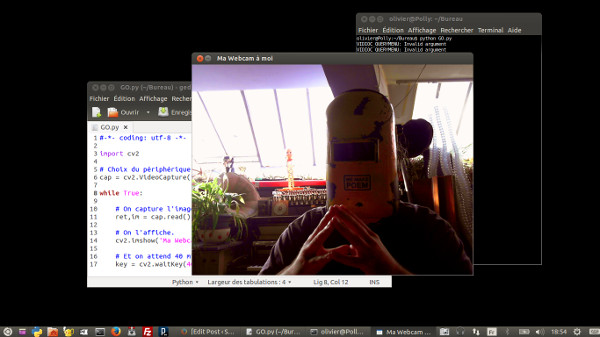 olivier@Polly: ~/Bureau
Fichier Édition Affichage Rechercher Terminal Aide
olivier@Polly:~/Bureau$ python GO.py
VIDIOC_QUERYMENU: Invalid argument
VIDIOC_QUERYMENU: Invalid argument
Ma Webcam à moi
GO.py (~/Bureau) - ged
Fichier Édition Affichage Recher
Ouvrir
Enregis
GO.py
1 #-*- coding: utf-8 -*-
2
3 import cv2
4
5 # Choix du périphérique
6 cap = cv2.VideoCapture(
7
8 while True:
9
10 # On capture l'imag
11 ret,im = cap.read()
12
13 # On l'affiche.
14 cv2.imshow('Ma Webc
15
16 # Et on attend 40 m
17 key = cv2.waitKey(4
Python
Largeur des tabulations : 4
Lig 8, Col 12
INS
[Edit Post ‹ S
GO.py (~/Bur...
olivier@Poll...
Ma Webcam ...
Fr
18:54